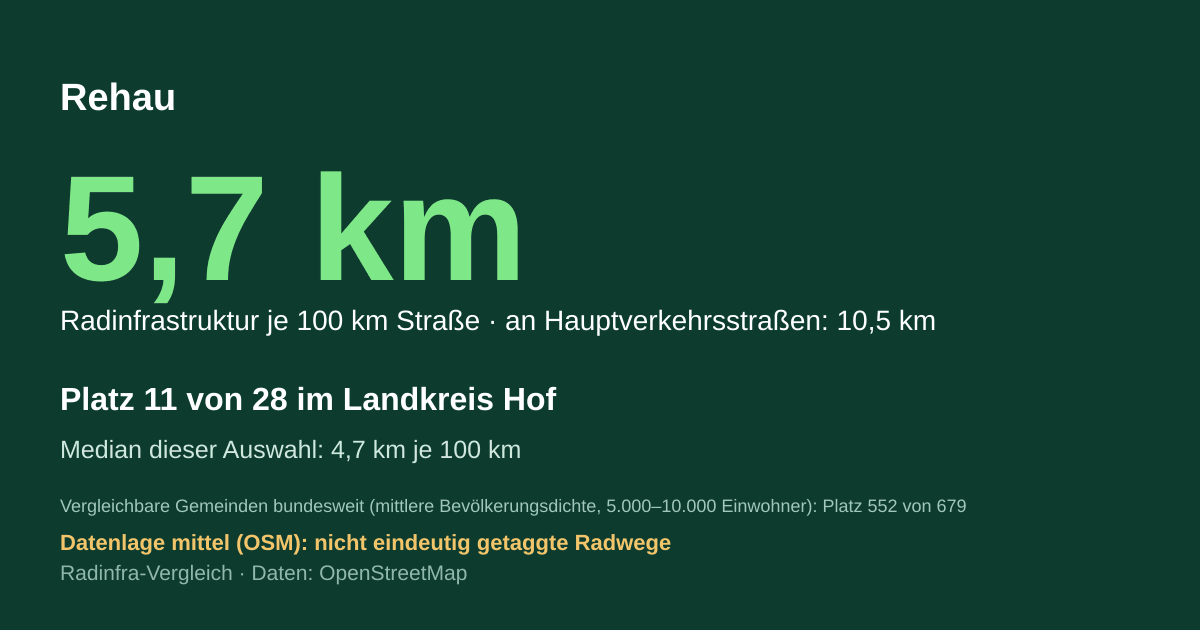 Rehau
5,7 km
Radinfrastruktur je 100 km Straße · an Hauptverkehrsstraßen: 10,5 km
Platz 11 von 28 im Landkreis Hof
Median dieser Auswahl: 4,7 km je 100 km
Vergleichbare Gemeinden bundesweit (mittlere Bevölkerungsdichte, 5.000–10.000 Einwohner): Platz 552 von 679
Datenlage mittel (OSM): nicht eindeutig getaggte Radwege
Radinfra-Vergleich · Daten: OpenStreetMap